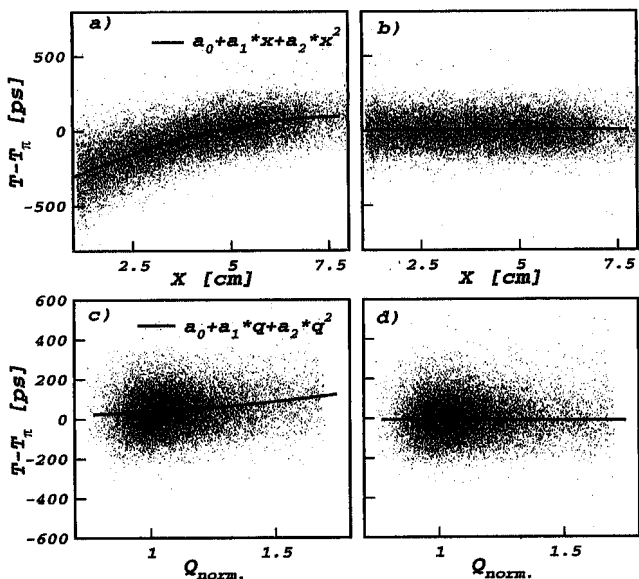 a)
a0+a1*x+a2*x^2
b)
500
0
-500
T-Tπ [ps]
2.5
5
7.5
X [cm]
2.5
5
7.5
X [cm]
c)
a0+a1*q+a2*q^2
d)
600
400
200
0
-200
-400
-600
T-Tπ [ps]
1
1.5
Qnorm.
1
1.5
Qnorm.